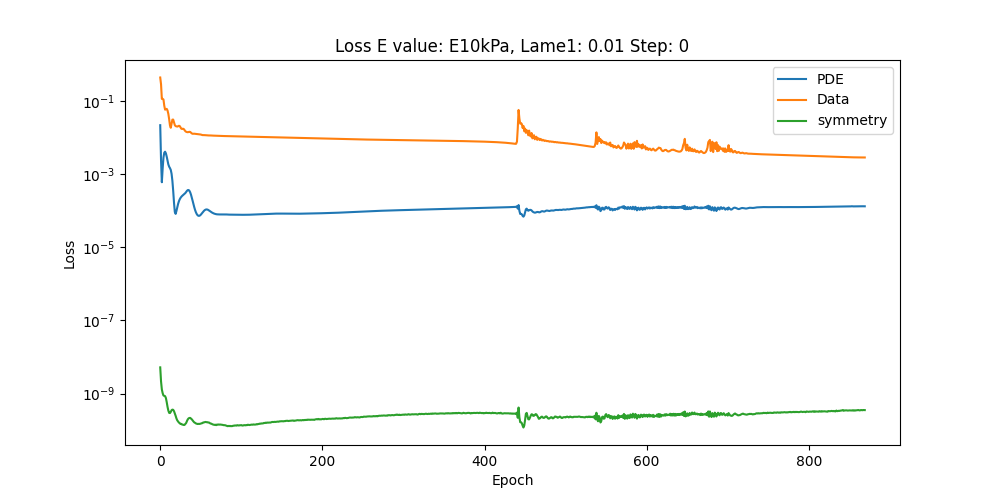 Loss E value: E10kPa, Lame1: 0.01 Step: 0
PDE
Data
symmetry
10⁻¹
10⁻³
10⁻⁵
10⁻⁷
10⁻⁹
Loss
0 200 400 600 800
Epoch